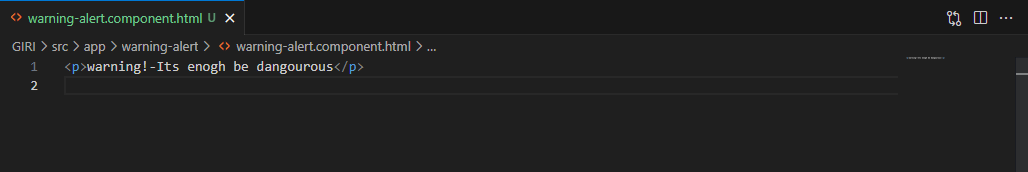 warning-alert.component.html U
GIRI > src > app > warning-alert > warning-alert.component.html > ...
1 <p>warning!-Its enogh be dangourous</p>
2